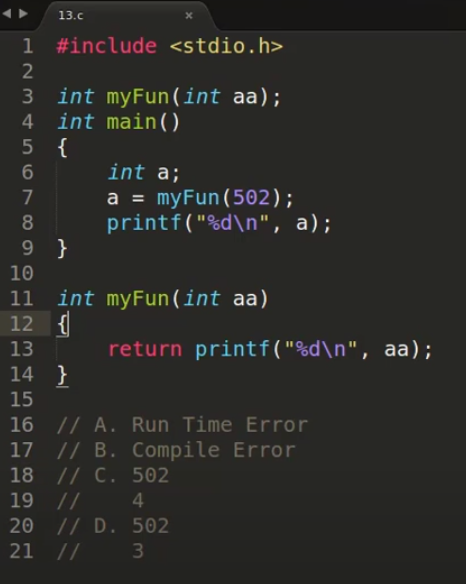 13.c
1 #include <stdio.h>
2
3 int myFun(int aa);
4 int main()
5 {
6     int a;
7     a = myFun(502);
8     printf("%d\n", a);
9 }
10
11 int myFun(int aa)
12 {
13     return printf("%d\n", aa);
14 }
15
16 // A. Run Time Error
17 // B. Compile Error
18 // C. 502
19 //    4
20 // D. 502
21 //    3